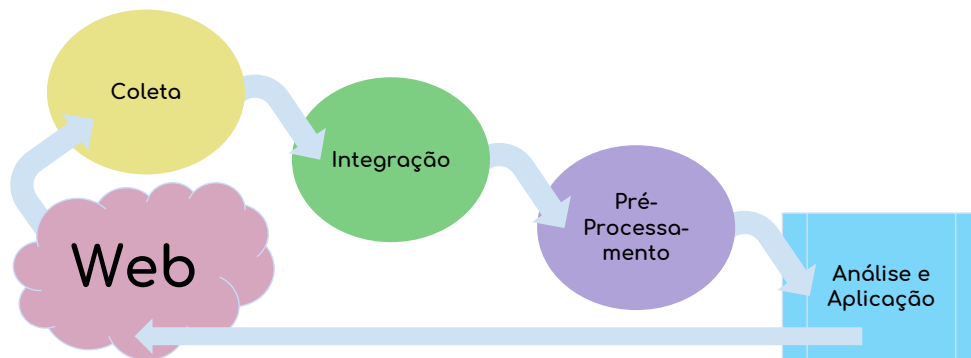 Coleta
Integração
Pré-
Processa-
mento
Web
Análise e
Aplicação